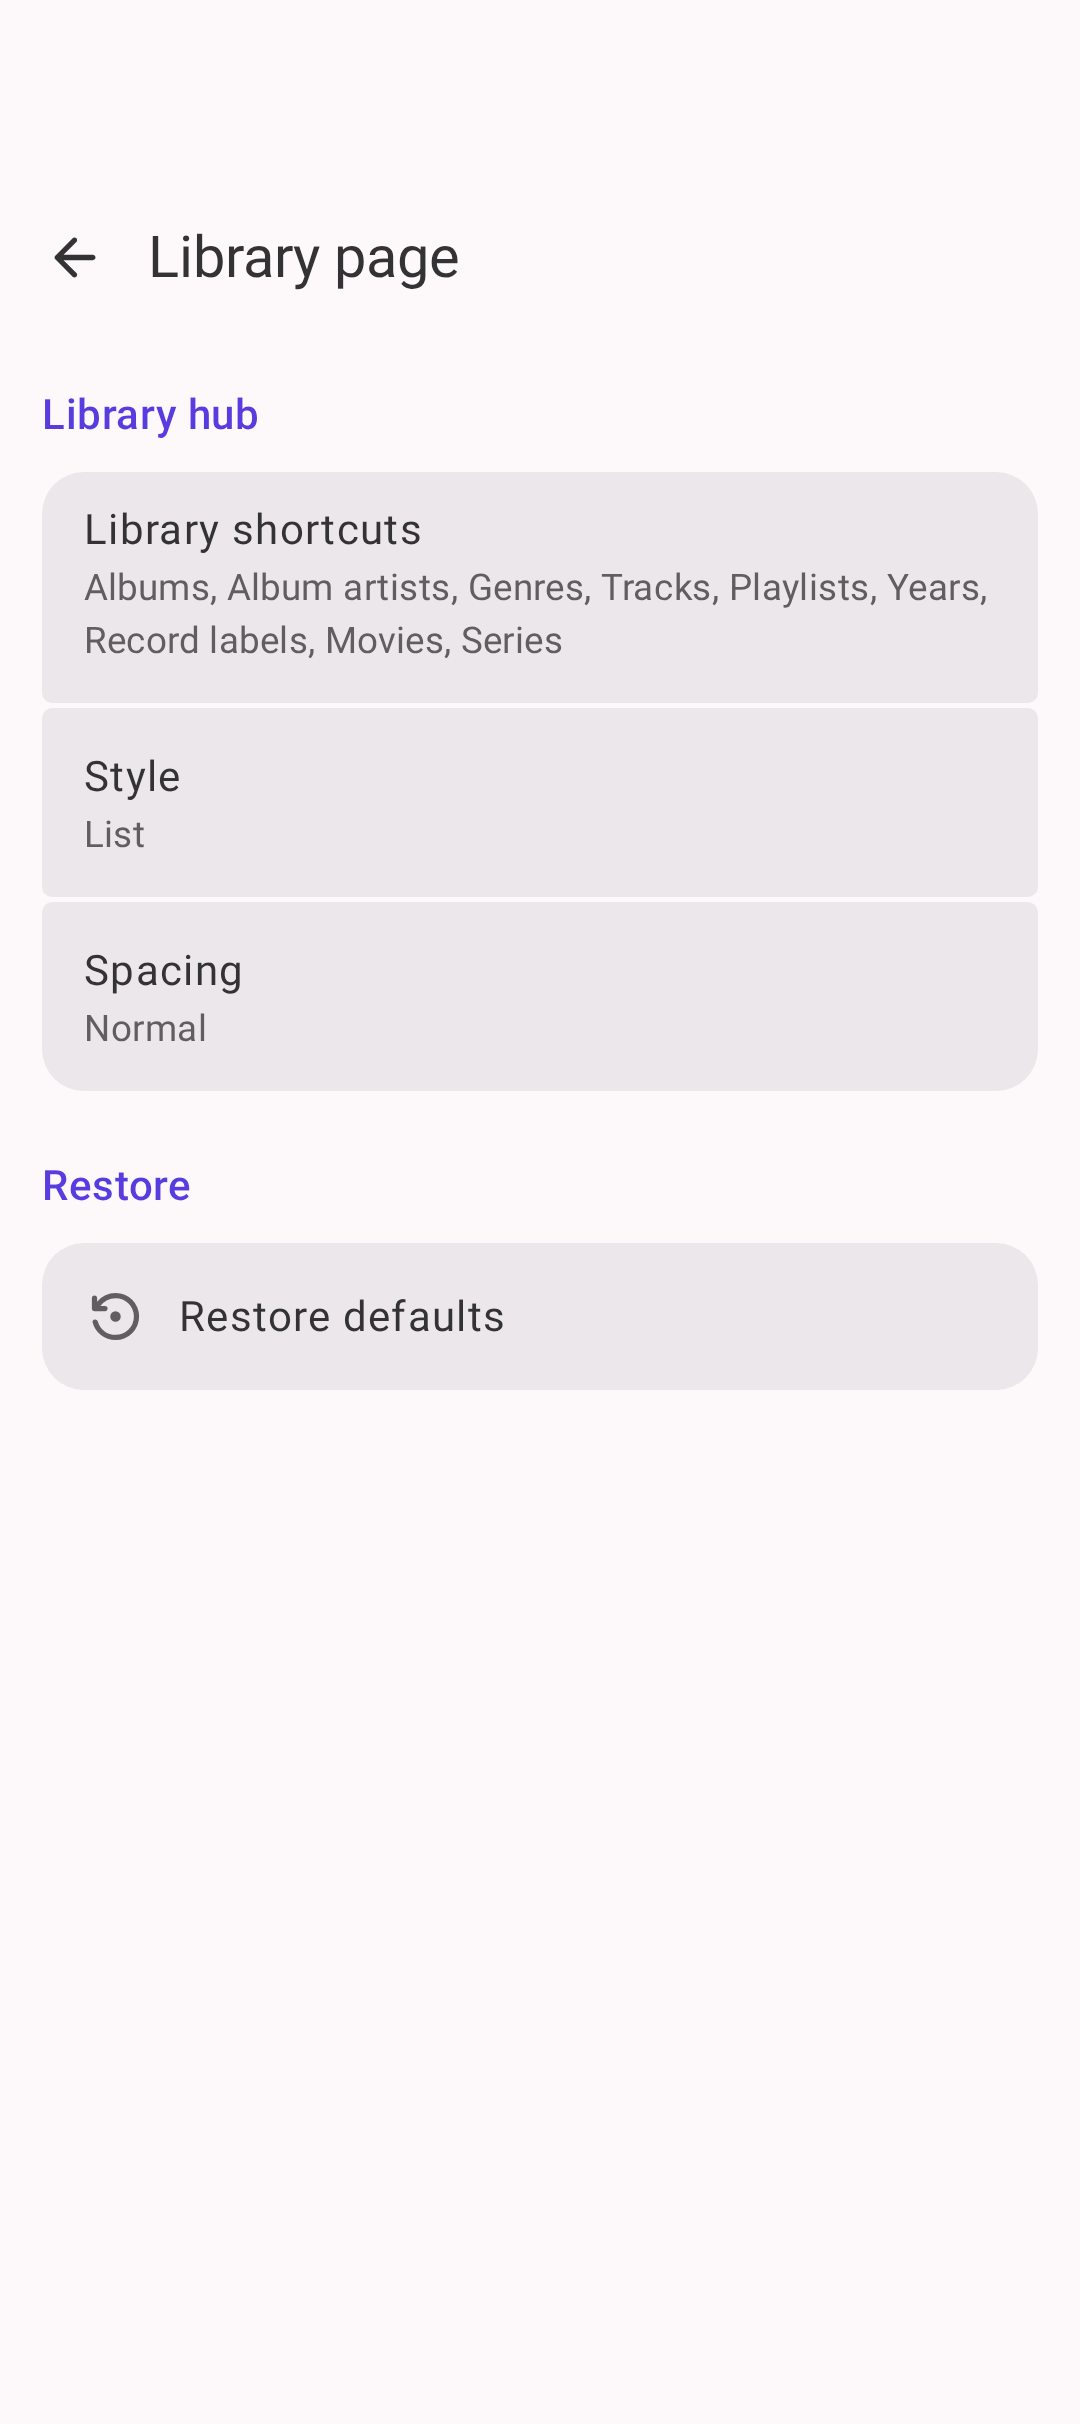 Library page
Library hub
Library shortcuts
Albums, Album artists, Genres, Tracks, Playlists, Years,
Record labels, Movies, Series
Style
List
Spacing
Normal
Restore
Restore defaults